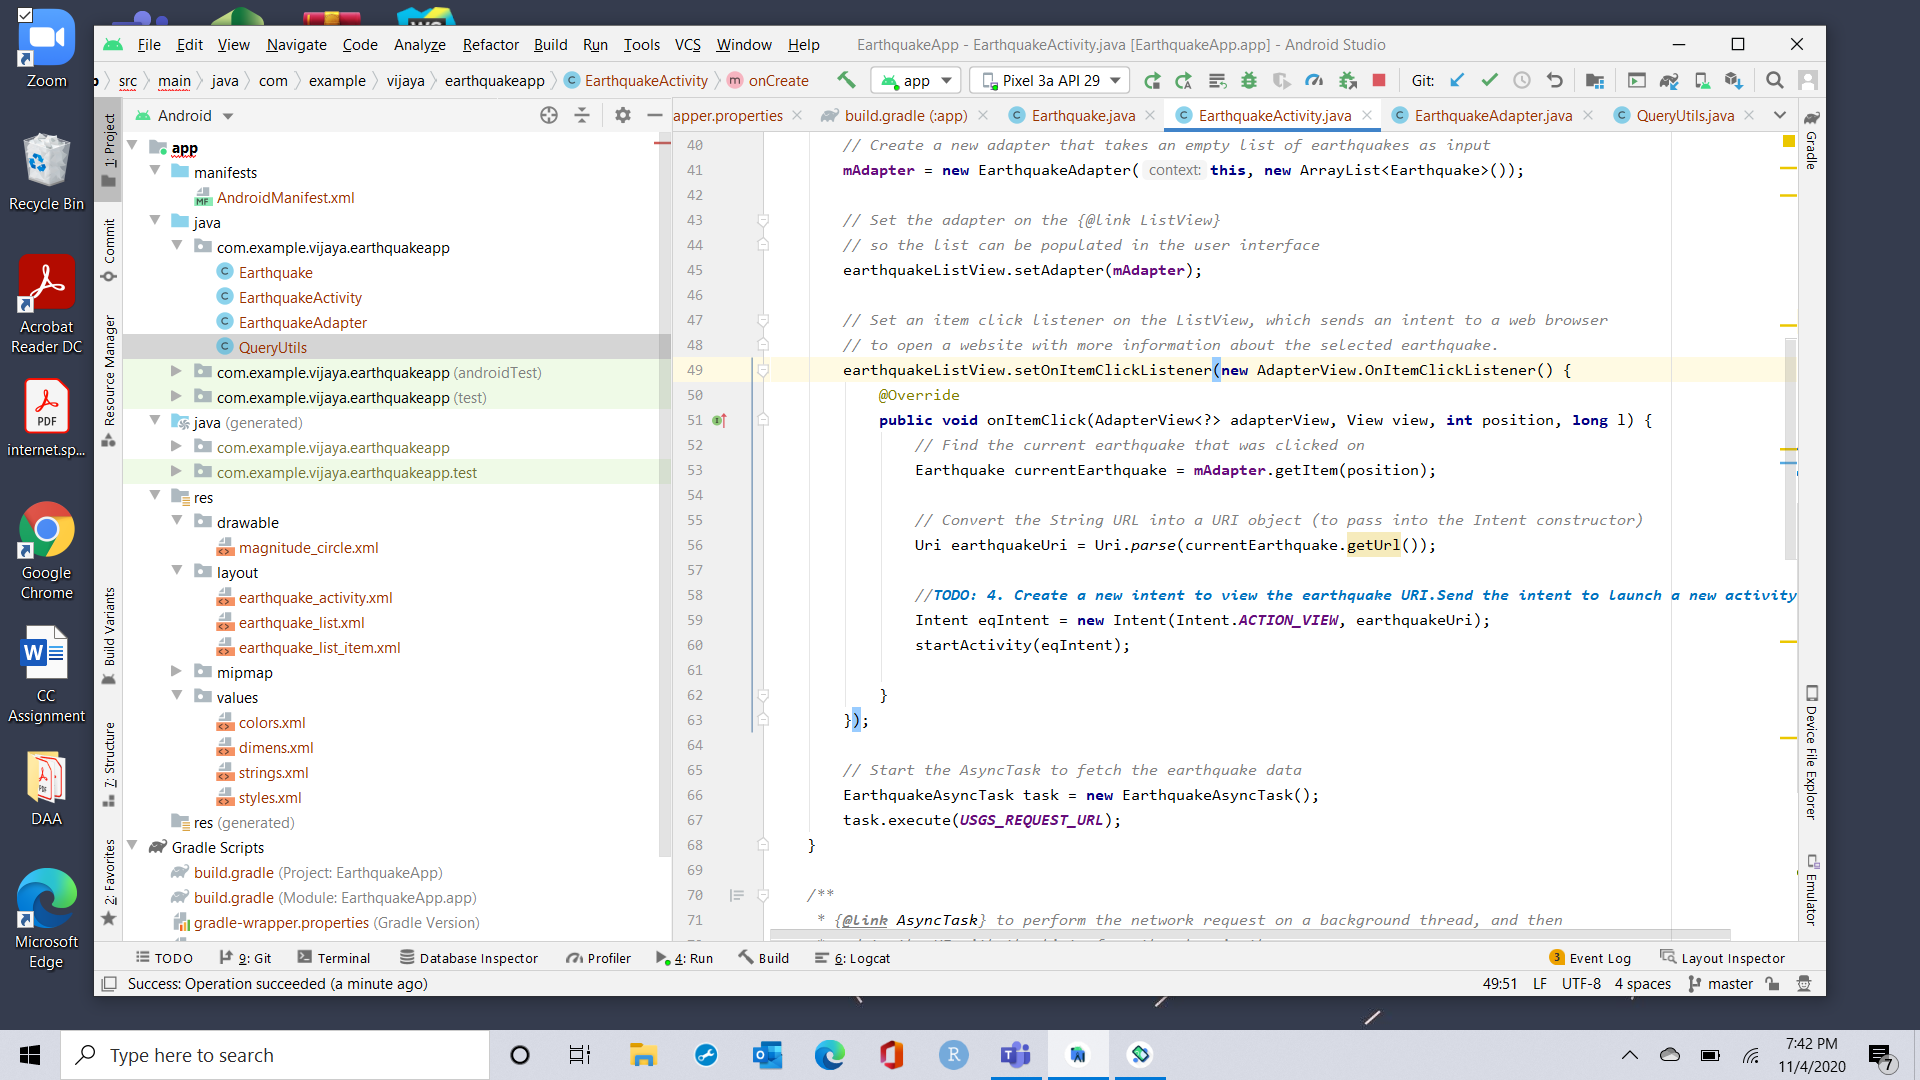 Zoom
Recycle Bin
Acrobat
Reader DC
internet.sp...
Google
Chrome
CC
Assignment
DAA
Microsoft
Edge
File Edit View Navigate Code Analyze Refactor Build Run Tools VCS Window Help EarthquakeApp - EarthquakeActivity.java [EarthquakeApp.app] - Android Studio
src main java com example vijaya earthquakeapp EarthquakeActivity onCreate app Pixel 3a API 29 Git:
Android
apper.properties build.gradle (:app) Earthquake.java EarthquakeActivity.java EarthquakeAdapter.java QueryUtils.java
1: Project
Commit
Resource Manager
Build Variants
7: Structure
2: Favorites
app
manifests
AndroidManifest.xml
java
com.example.vijaya.earthquakeapp
Earthquake
EarthquakeActivity
EarthquakeAdapter
QueryUtils
com.example.vijaya.earthquakeapp (androidTest)
com.example.vijaya.earthquakeapp (test)
java (generated)
com.example.vijaya.earthquakeapp
com.example.vijaya.earthquakeapp.test
res
drawable
magnitude_circle.xml
layout
earthquake_activity.xml
earthquake_list.xml
earthquake_list_item.xml
mipmap
values
colors.xml
dimens.xml
strings.xml
styles.xml
res (generated)
Gradle Scripts
build.gradle (Project: EarthquakeApp)
build.gradle (Module: EarthquakeApp.app)
gradle-wrapper.properties (Gradle Version)
40 // Create a new adapter that takes an empty list of earthquakes as input
41 mAdapter = new EarthquakeAdapter( context: this, new ArrayList<Earthquake>());
42
43 // Set the adapter on the {@link ListView}
44 // so the list can be populated in the user interface
45 earthquakeListView.setAdapter(mAdapter);
46
47 // Set an item click listener on the ListView, which sends an intent to a web browser
48 // to open a website with more information about the selected earthquake.
49 earthquakeListView.setOnItemClickListener(new AdapterView.OnItemClickListener() {
50 @Override
51 public void onItemClick(AdapterView<?> adapterView, View view, int position, long l) {
52 // Find the current earthquake that was clicked on
53 Earthquake currentEarthquake = mAdapter.getItem(position);
54
55 // Convert the String URL into a URI object (to pass into the Intent constructor)
56 Uri earthquakeUri = Uri.parse(currentEarthquake.getUrl());
57
58 //TODO: 4. Create a new intent to view the earthquake URI.Send the intent to launch a new activity
59 Intent eqIntent = new Intent(Intent.ACTION_VIEW, earthquakeUri);
60 startActivity(eqIntent);
61
62 }
63 });
64
65 // Start the AsyncTask to fetch the earthquake data
66 EarthquakeAsyncTask task = new EarthquakeAsyncTask();
67 task.execute(USGS_REQUEST_URL);
68 }
69
70 /**
71 * {@link AsyncTask} to perform the network request on a background thread, and then
Gradle
Device File Explorer
Emulator
TODO 9: Git Terminal Database Inspector Profiler 4: Run Build 6: Logcat 3 Event Log Layout Inspector
Success: Operation succeeded (a minute ago) 49:51 LF UTF-8 4 spaces master
Type here to search
7:42 PM
11/4/2020
7